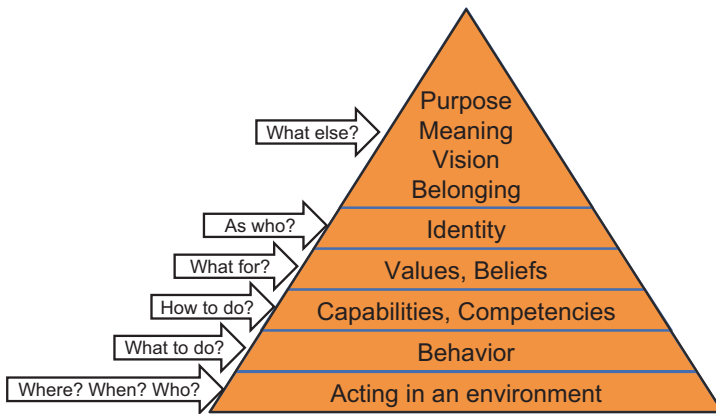 Purpose
Meaning
What else?
Vision
Belonging
As who?
Identity
What for?
Values, Beliefs
How to do?
Capabilities, Competencies
What to do?
Behavior
Where? When? Who?
Acting in an environment